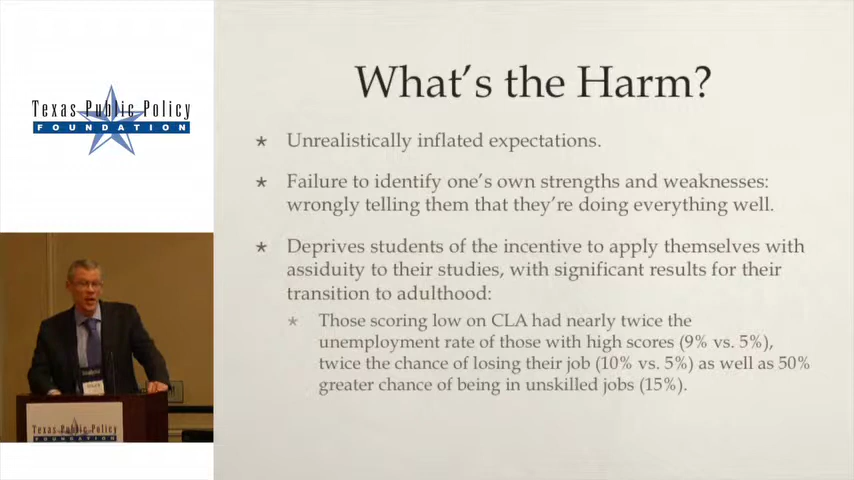 Texas Public Policy
FOUNDATION
What's the Harm?
* Unrealistically inflated expectations.
* Failure to identify one's own strengths and weaknesses:
wrongly telling them that they're doing everything well.
* Deprives students of the incentive to apply themselves with
assiduity to their studies, with significant results for their
transition to adulthood:
* Those scoring low on CLA had nearly twice the
unemployment rate of those with high scores (9% vs. 5%),
twice the chance of losing their job (10% vs. 5%) as well as 50%
greater chance of being in unskilled jobs (15%).
Texas Public Policy
FOUNDATION